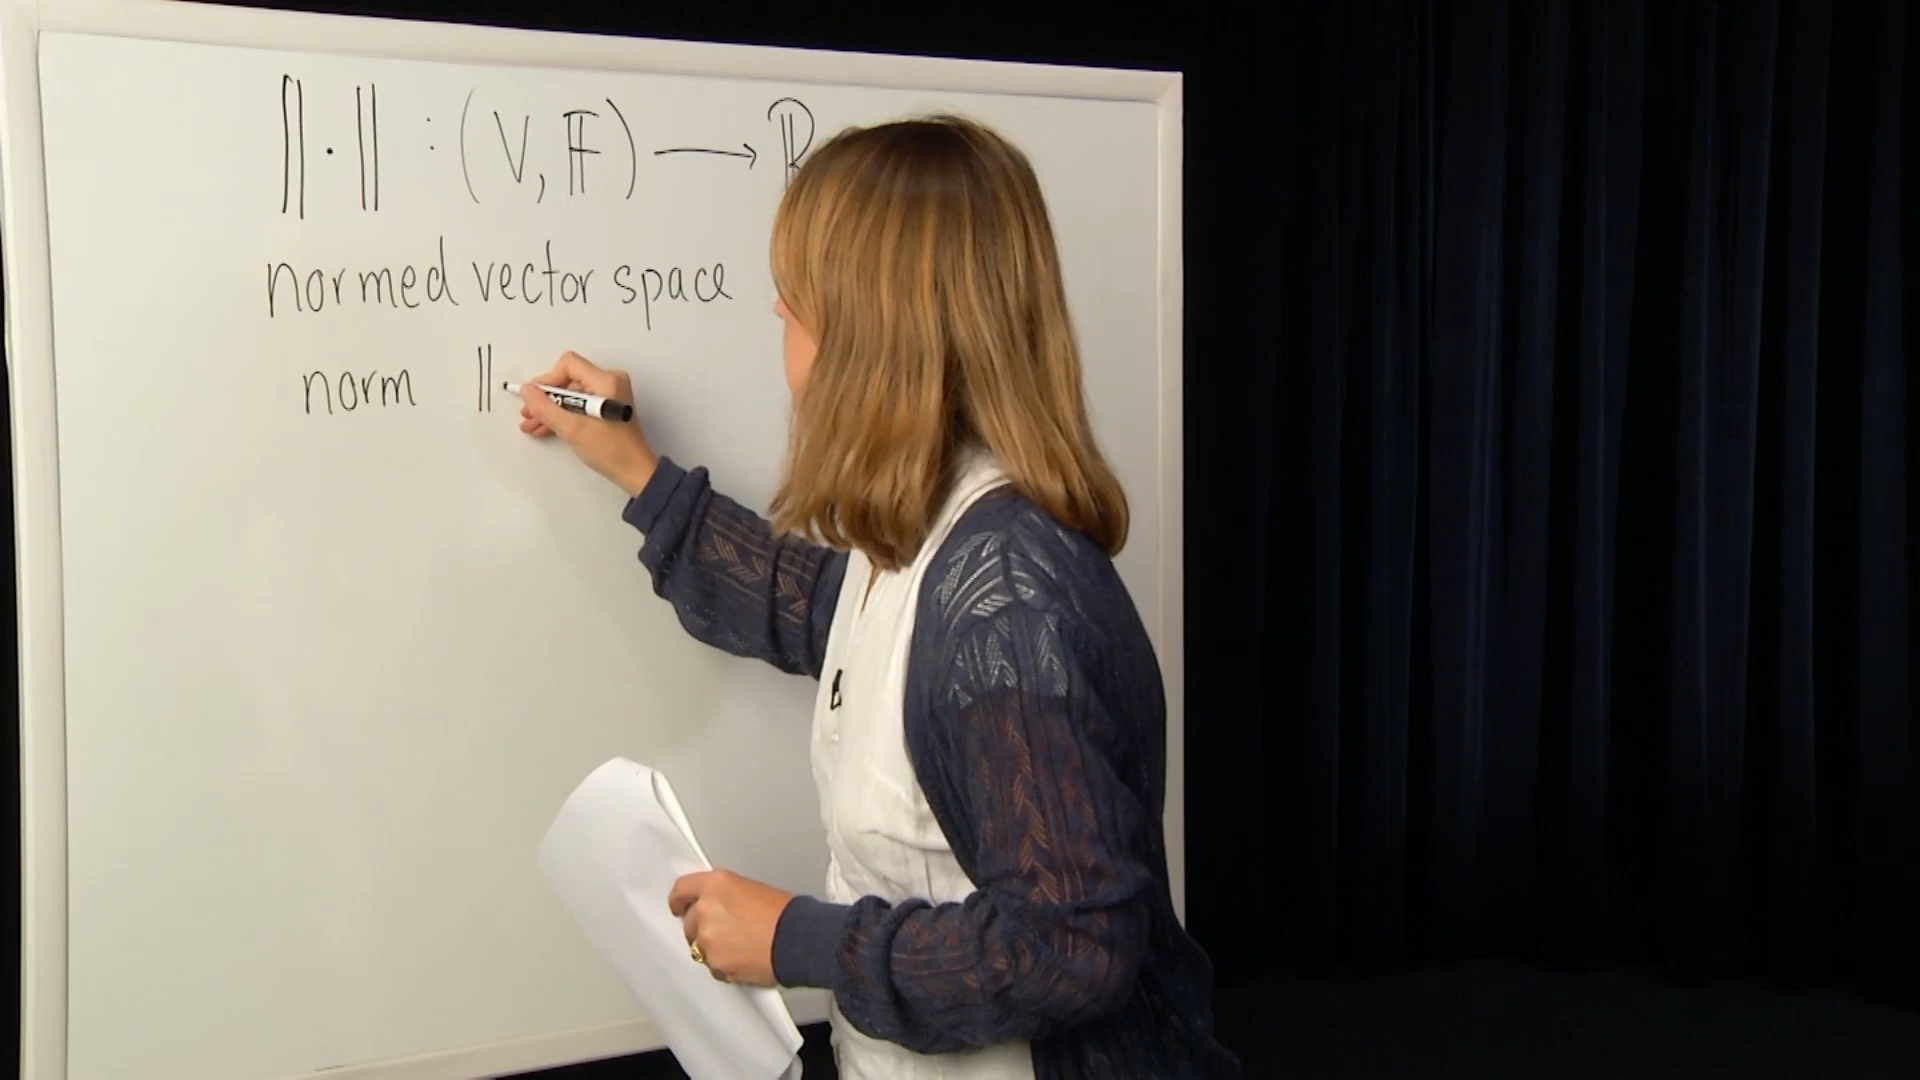 ‖·‖ : (V, 𝔽) ⟶ ℝ
normed vector space
norm ‖